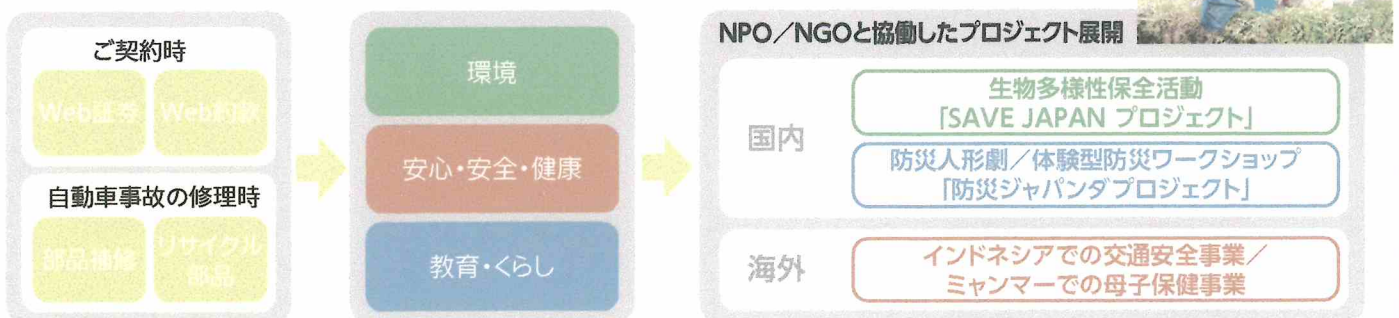 ご契約時
Web証券 Web約款
自動車事故の修理時
部品補修 リサイクル
部品
環境
安心・安全・健康
教育・くらし
NPO／NGOと協働したプロジェクト展開
国内
生物多様性保全活動
「SAVE JAPAN プロジェクト」
防災人形劇／体験型防災ワークショップ
「防災ジャパンダプロジェクト」
海外
インドネシアでの交通安全事業／
ミャンマーでの母子保健事業